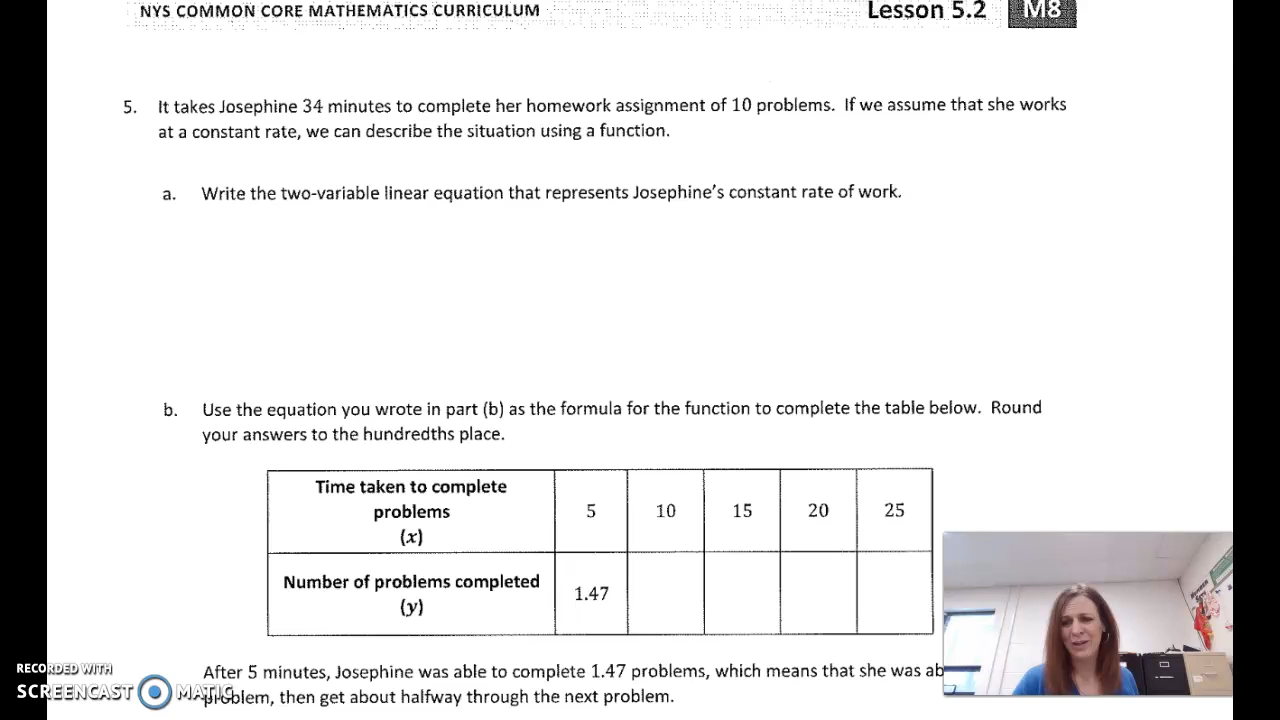 NYS COMMON CORE MATHEMATICS CURRICULUM Lesson 5.2 M8
5. It takes Josephine 34 minutes to complete her homework assignment of 10 problems. If we assume that she works
at a constant rate, we can describe the situation using a function.
a. Write the two-variable linear equation that represents Josephine's constant rate of work.
b. Use the equation you wrote in part (b) as the formula for the function to complete the table below. Round
your answers to the hundredths place.
Time taken to complete
problems
(x)
5 10 15 20 25
Number of problems completed
(y)
1.47
After 5 minutes, Josephine was able to complete 1.47 problems, which means that she was ab
problem, then get about halfway through the next problem.
RECORDED WITH
SCREENCAST MATIC